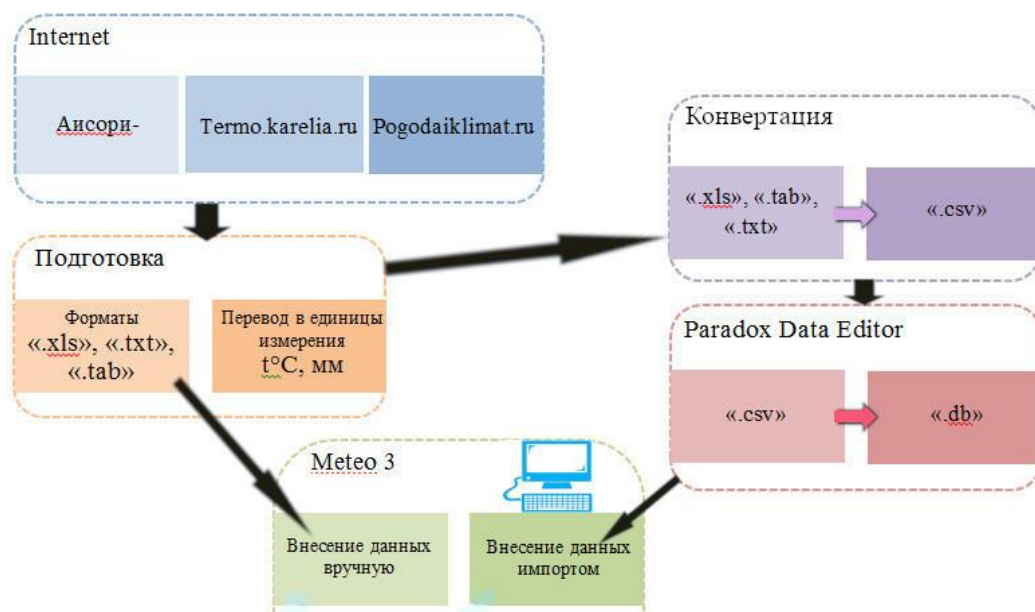 Internet
Аисори-
Termo.karelia.ru
Pogodaiklimat.ru
Подготовка
Форматы
«.xls», «.txt»,
«.tab»
Перевод в единицы
измерения
t°C, мм
Конвертация
«.xls», «.tab»,
«.txt»
«.csv»
Paradox Data Editor
«.csv»
«.db»
Meteo 3
Внесение данных
вручную
Внесение данных
импортом